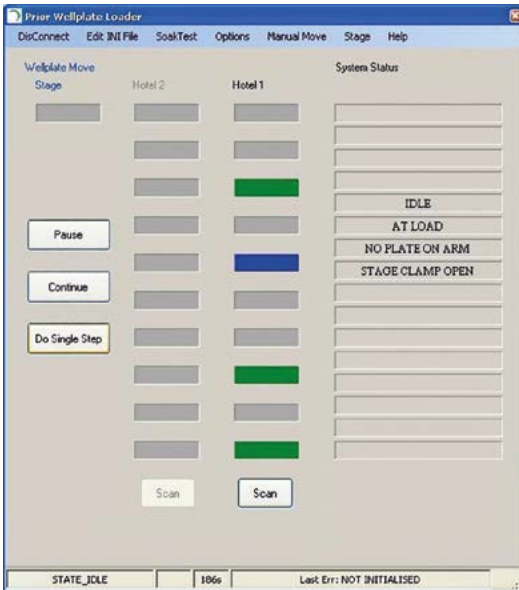 Prior Wellplate Loader
DisConnect Edit INI File SoakTest Options Manual Move Stage Help
Wellplate Move
System Status
Stage Hotel 2 Hotel 1
IDLE
AT LOAD
Pause
NO PLATE ON ARM
STAGE CLAMP OPEN
Continue
Do Single Step
Scan Scan
STATE_IDLE 186s Last Err: NOT INITIALISED